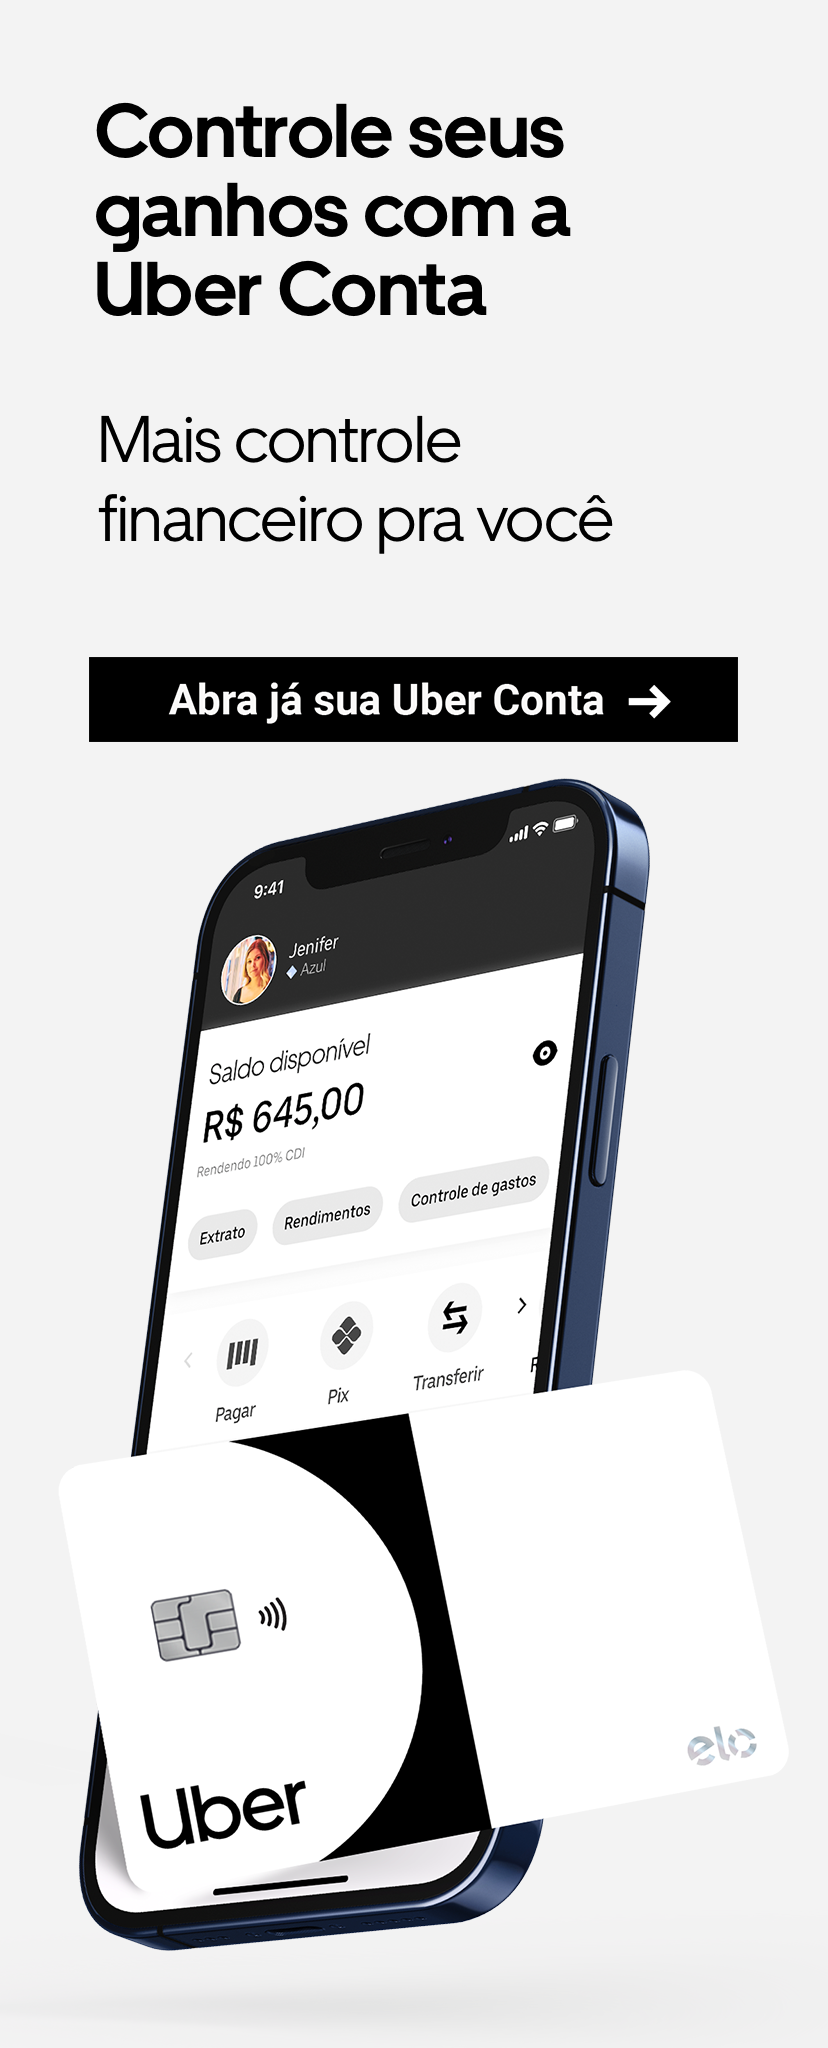 Controle seus
ganhos com a
Uber Conta
Mais controle
financeiro pra você
Abra já sua Uber Conta
9:41
Jenifer
Azul
Saldo disponível
R$ 645,00
Rendendo 100% CDI
Extrato
Rendimentos
Controle de gastos
Pagar
Pix
Transferir
Uber
elo